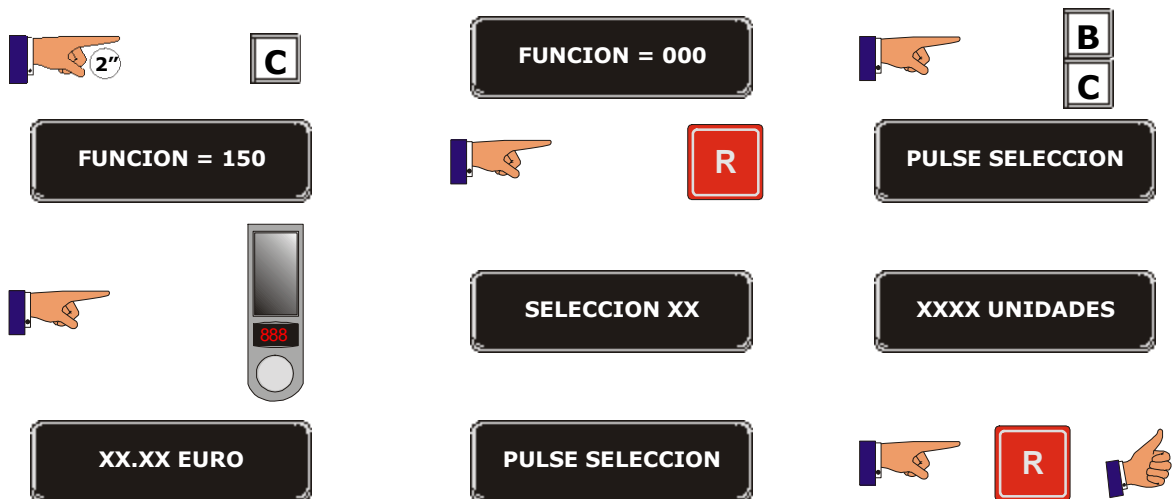 2”
C
FUNCION = 000
B
C
FUNCION = 150
R
PULSE SELECCION
888
SELECCION XX
XXXX UNIDADES
XX.XX EURO
PULSE SELECCION
R